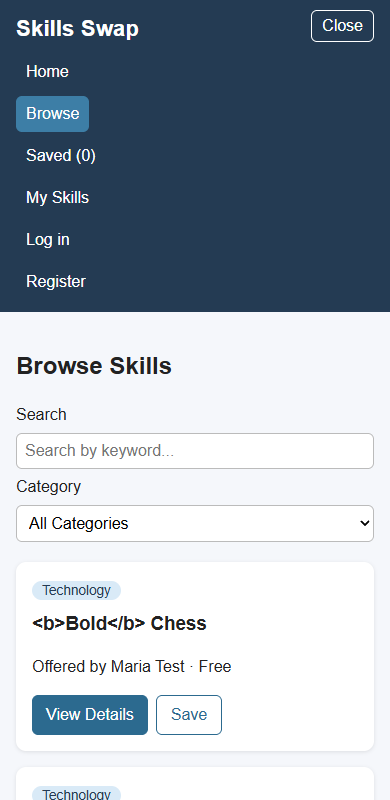 Skills Swap
Close
Home
Browse
Saved (0)
My Skills
Log in
Register
Browse Skills
Search
Search by keyword...
Category
All Categories
Technology
<b>Bold</b> Chess
Offered by Maria Test · Free
View Details
Save
Technology